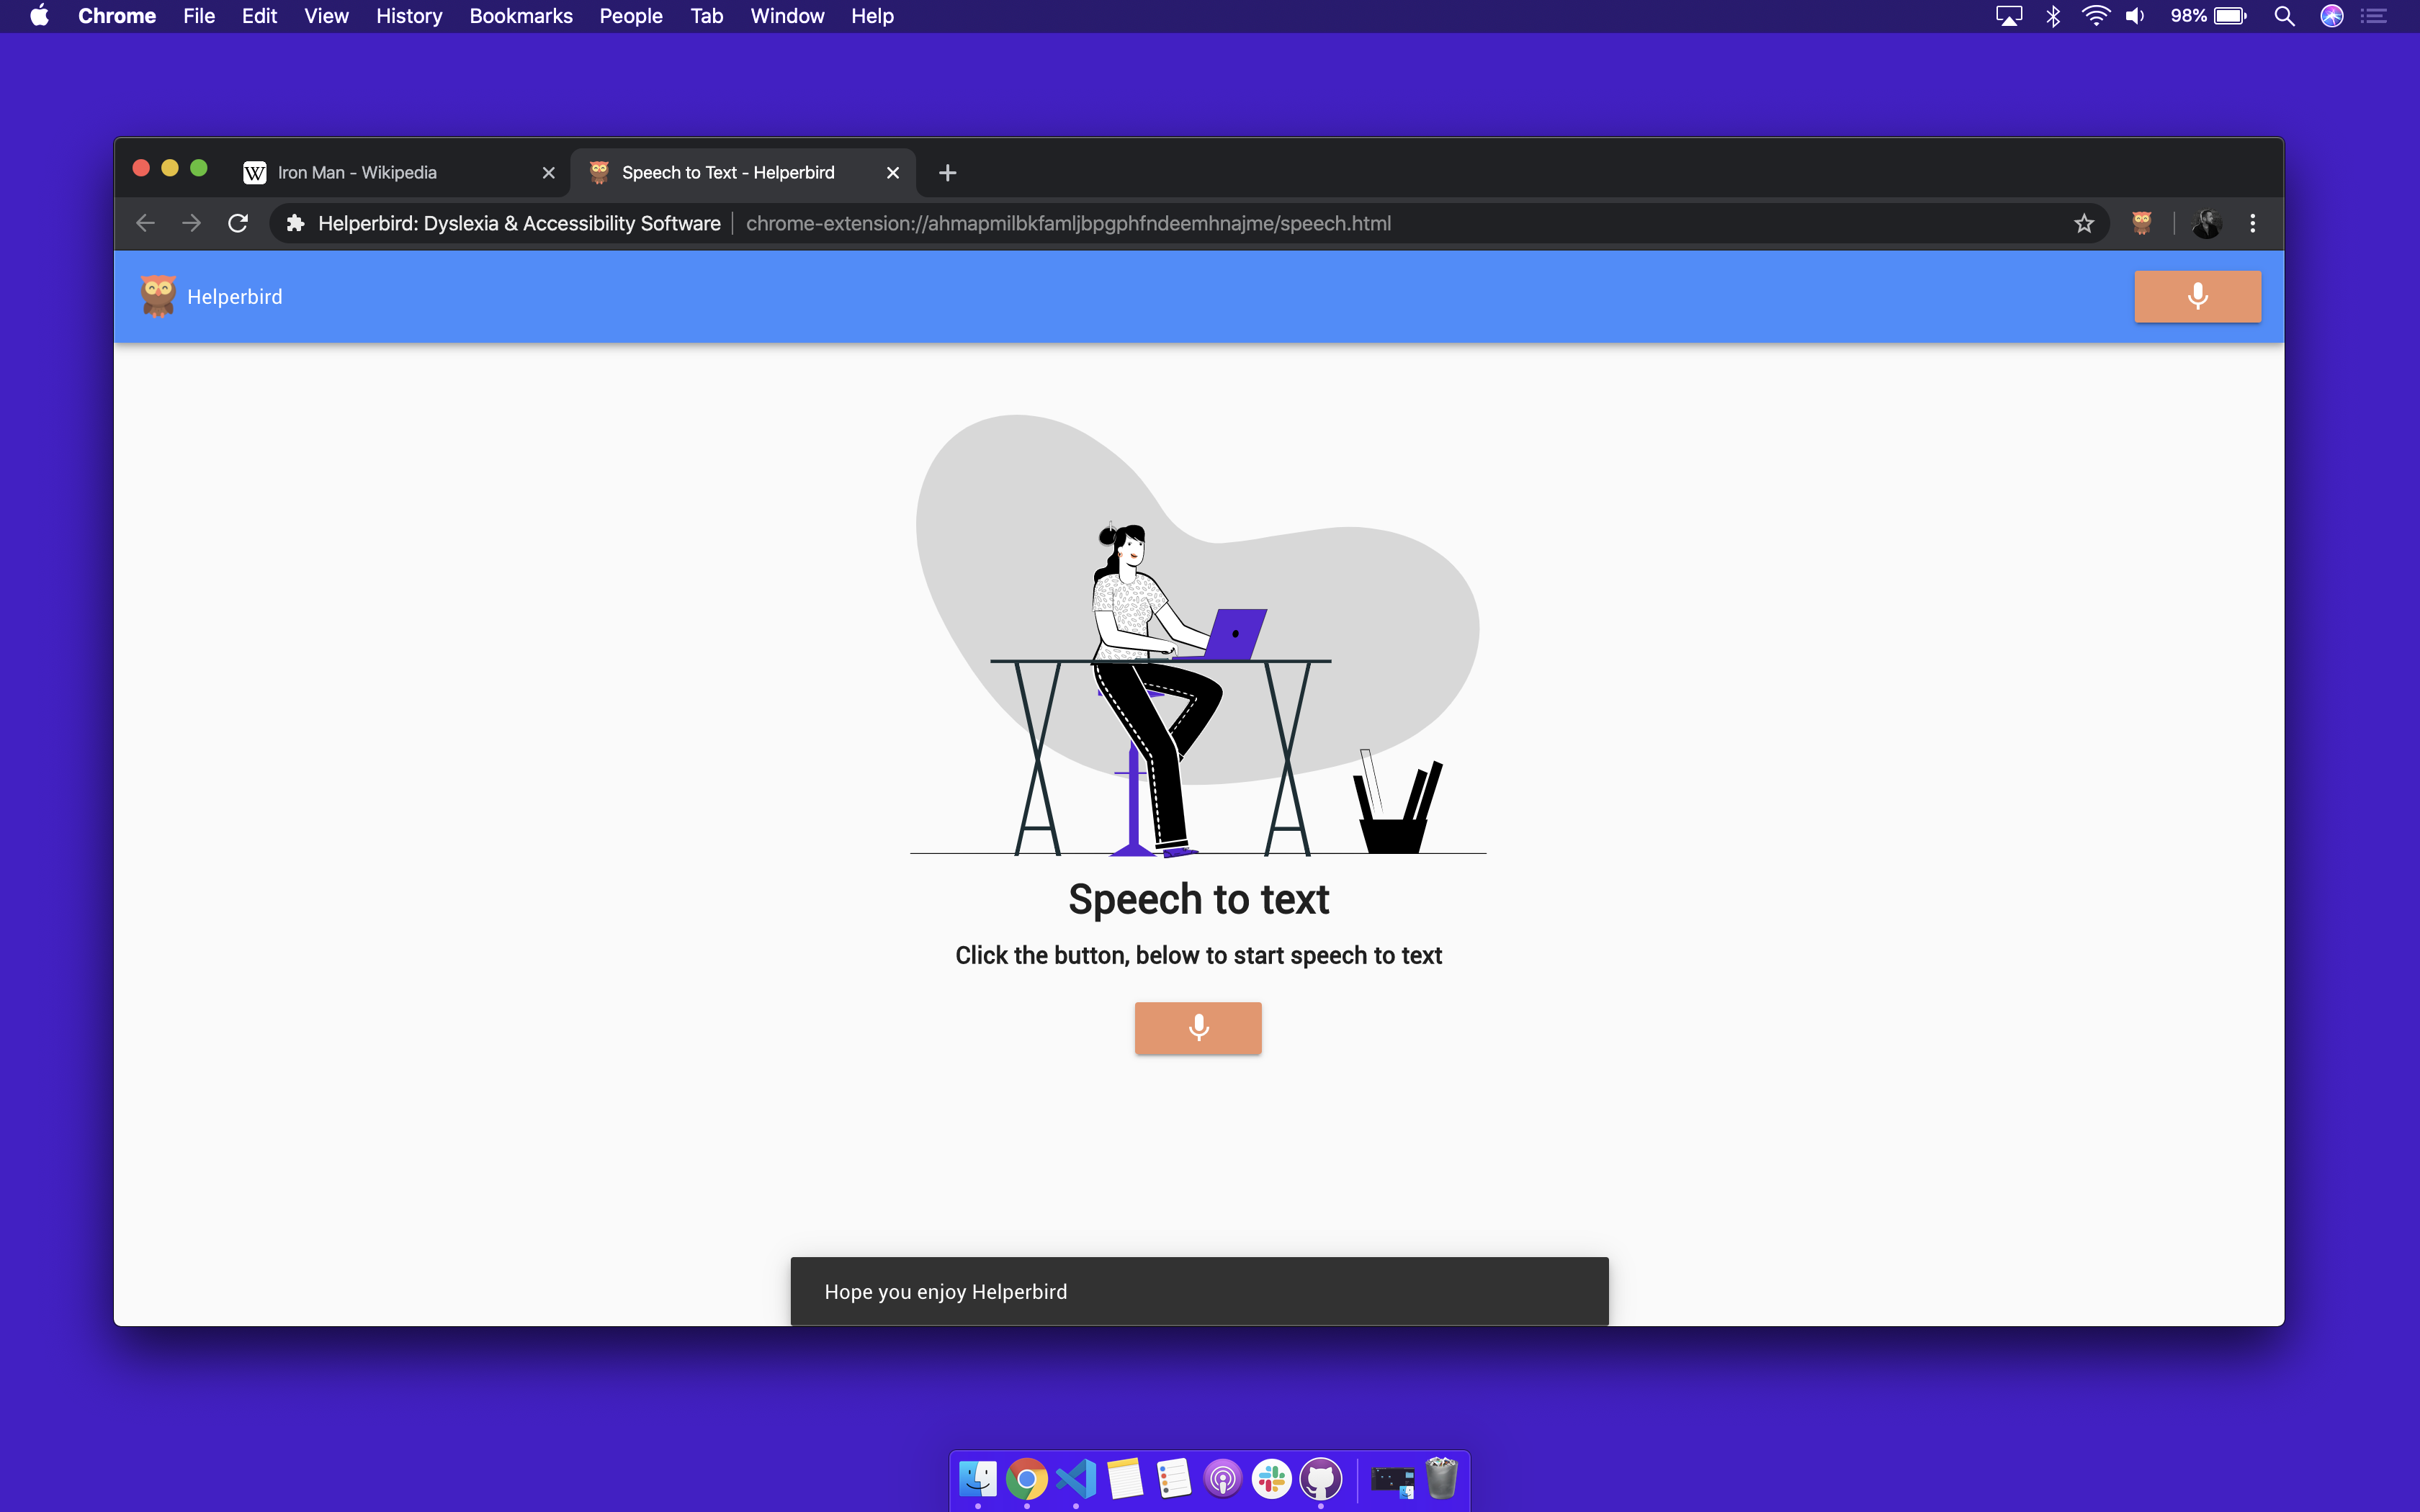 Chrome File Edit View History Bookmarks People Tab Window Help 98%
W Iron Man - Wikipedia Speech to Text - Helperbird
Helperbird: Dyslexia & Accessibility Software chrome-extension://ahmapmilbkfamljbpgphfndeemhnajme/speech.html
Helperbird
Speech to text
Click the button, below to start speech to text
Hope you enjoy Helperbird